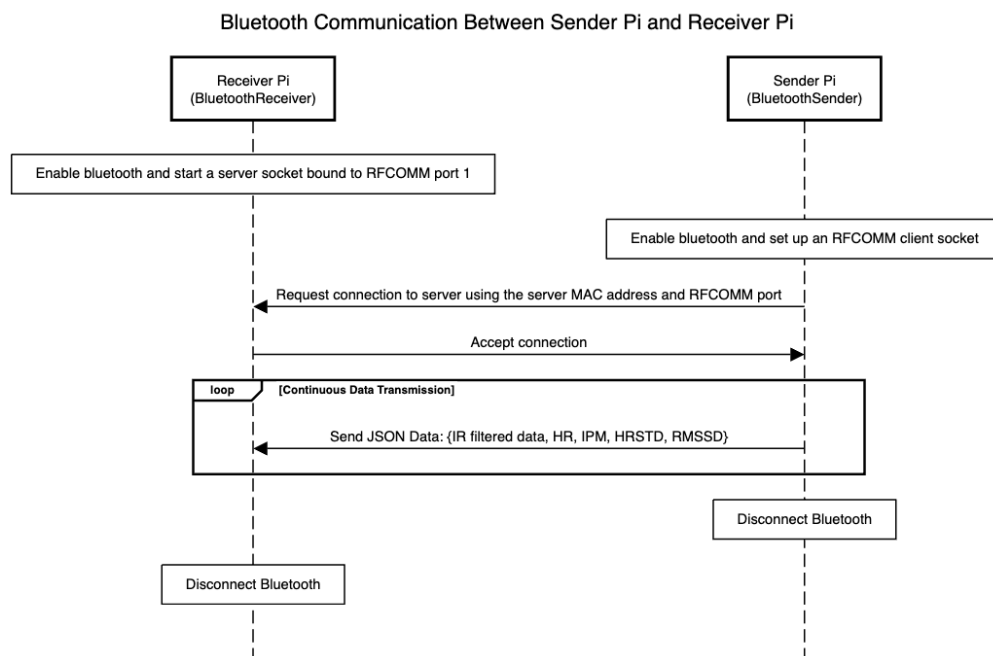 Bluetooth Communication Between Sender Pi and Receiver Pi
Receiver Pi
(BluetoothReceiver)
Sender Pi
(BluetoothSender)
Enable bluetooth and start a server socket bound to RFCOMM port 1
Enable bluetooth and set up an RFCOMM client socket
Request connection to server using the server MAC address and RFCOMM port
Accept connection
loop
[Continuous Data Transmission]
Send JSON Data: {IR filtered data, HR, IPM, HRSTD, RMSSD}
Disconnect Bluetooth
Disconnect Bluetooth